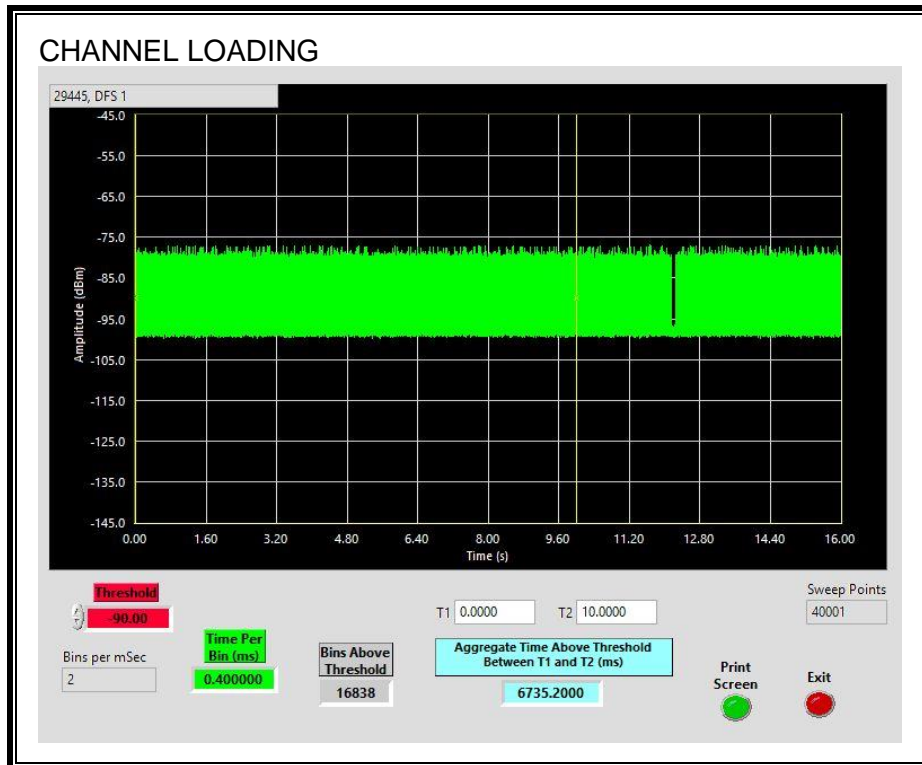 CHANNEL LOADING
29445, DFS 1
-45.0
-55.0
-65.0
-75.0
-85.0
-95.0
-105.0
-115.0
-125.0
-135.0
-145.0
Amplitude (dBm)
0.00 1.60 3.20 4.80 6.40 8.00 9.60 11.20 12.80 14.40 16.00
Time (s)
Threshold
-90.00
Bins per mSec
2
Time Per
Bin (ms)
0.400000
Bins Above
Threshold
16838
T1 0.0000 T2 10.0000
Aggregate Time Above Threshold
Between T1 and T2 (ms)
6735.2000
Sweep Points
40001
Print
Screen
Exit